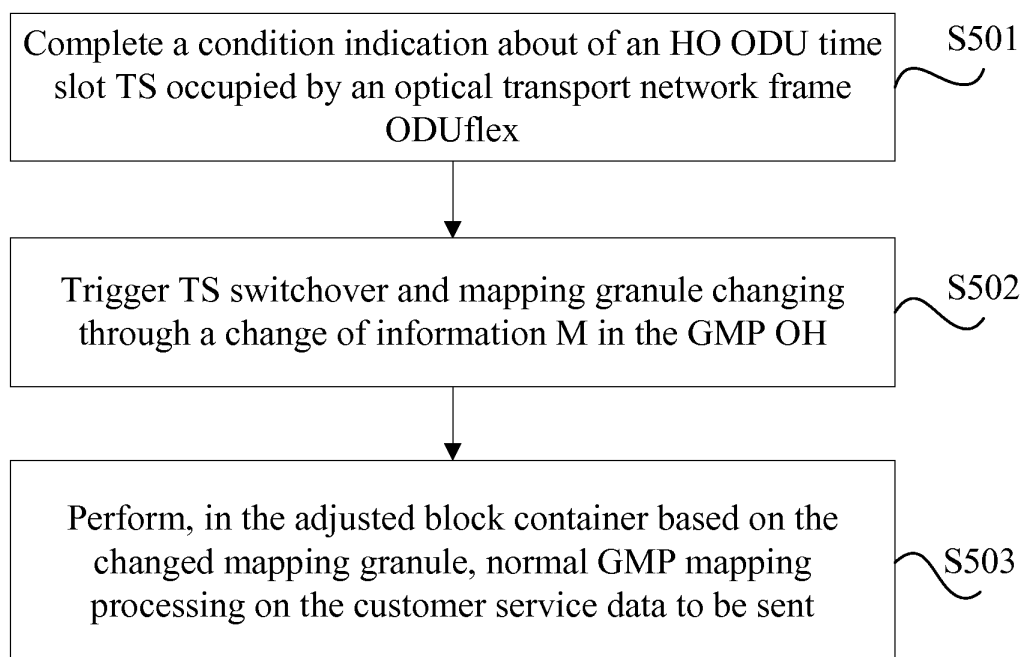 Complete a condition indication about of an HO ODU time
slot TS occupied by an optical transport network frame
ODUflex
S501
Trigger TS switchover and mapping granule changing
through a change of information M in the GMP OH
S502
Perform, in the adjusted block container based on the
changed mapping granule, normal GMP mapping
processing on the customer service data to be sent
S503